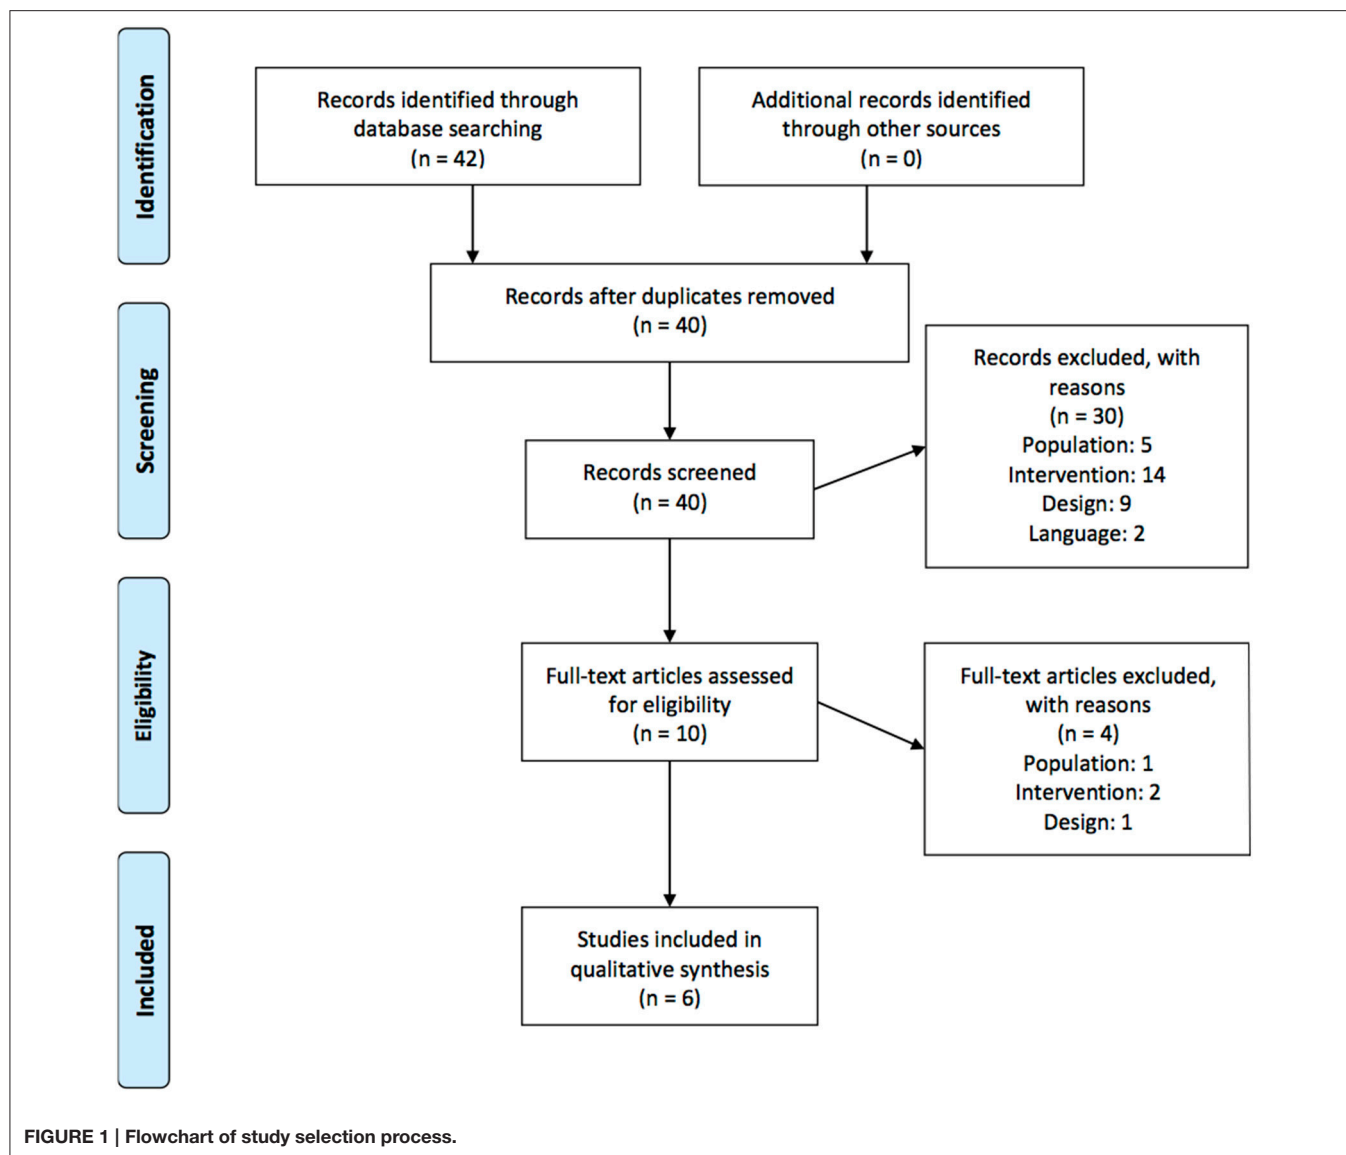 Identification
Records identified through
database searching
(n = 42)
Additional records identified
through other sources
(n = 0)
Records after duplicates removed
(n = 40)
Screening
Records screened
(n = 40)
Records excluded, with
reasons
(n = 30)
Population: 5
Intervention: 14
Design: 9
Language: 2
Eligibility
Full-text articles assessed
for eligibility
(n = 10)
Full-text articles excluded,
with reasons
(n = 4)
Population: 1
Intervention: 2
Design: 1
Included
Studies included in
qualitative synthesis
(n = 6)
FIGURE 1 | Flowchart of study selection process.